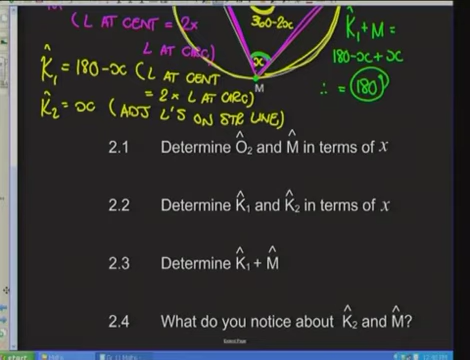 (L AT CENT = 2x
L AT CIRC)
360-2x
x
M
K̂₁ + M̂ =
180-x+x
∴ = 180°
K̂₁ = 180-x (L AT CENT
= 2x L AT CIRC)
K̂₂ = x (ADJ L'S ON STR LINE)
2.1 Determine Ô₂ and M̂ in terms of x
2.2 Determine K̂₁ and K̂₂ in terms of x
2.3 Determine K̂₁ + M̂
2.4 What do you notice about K̂₂ and M̂?
start